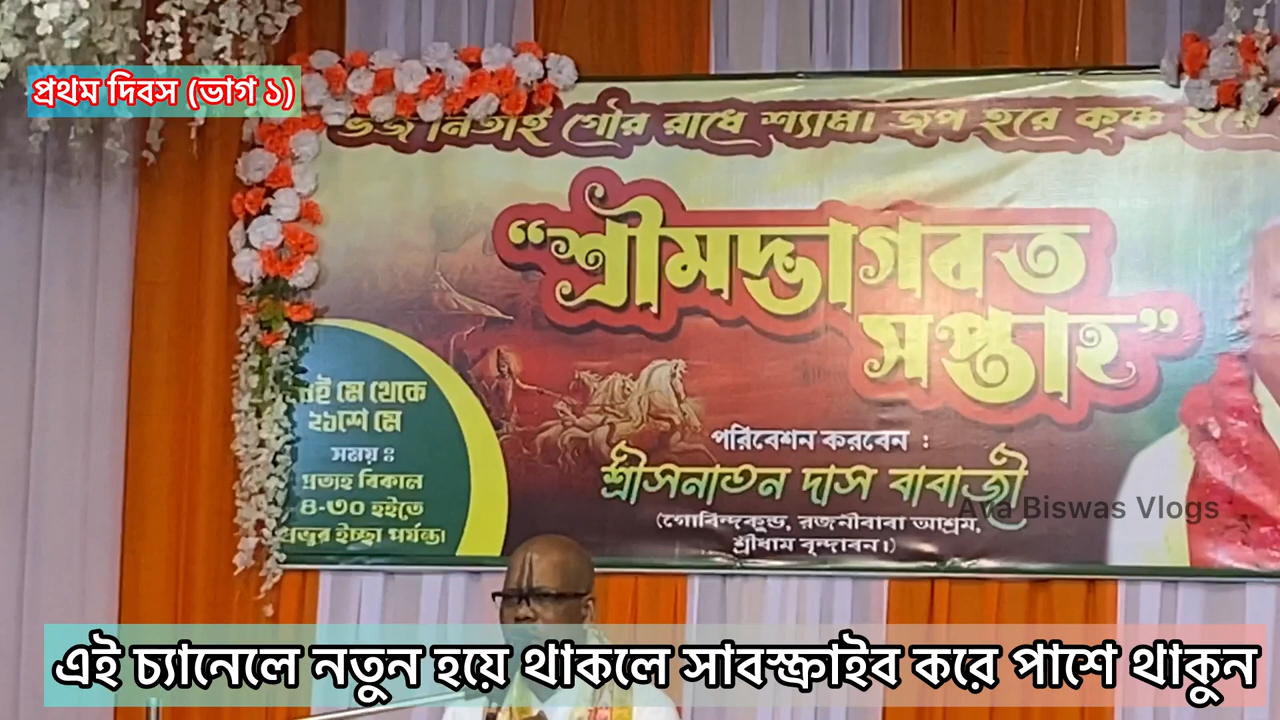 প্রথম দিবস (ভাগ ১)
ভজ নিতাই গৌর রাধে শ্যাম। জপ হরে কৃষ্ণ হরে
“শ্রীমদ্ভাগবত
সপ্তাহ”
মে থেকে
২১শে মে
সময় ঃ
প্রত্যহ বিকাল
৪-৩০ হইতে
প্রভুর ইচ্ছা পর্যন্ত।
পরিবেশন করবেন :
শ্রীসনাতন দাস বাবাজী
(গোবিন্দকুন্ড, রজনীবাবা আশ্রম,
শ্রীধাম বৃন্দাবন।)
Ava Biswas Vlogs
এই চ্যানেলে নতুন হয়ে থাকলে সাবস্ক্রাইব করে পাশে থাকুন